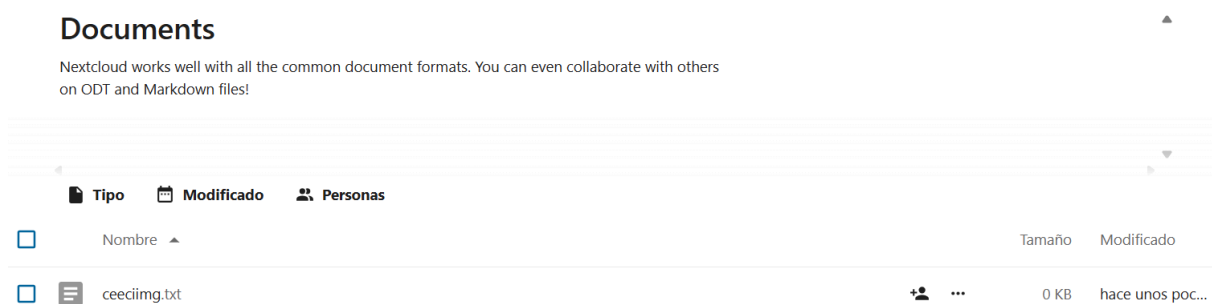 Documents
Nextcloud works well with all the common document formats. You can even collaborate with others
on ODT and Markdown files!
Tipo Modificado Personas
Nombre Tamaño Modificado
ceeciimg.txt 0 KB hace unos poc...